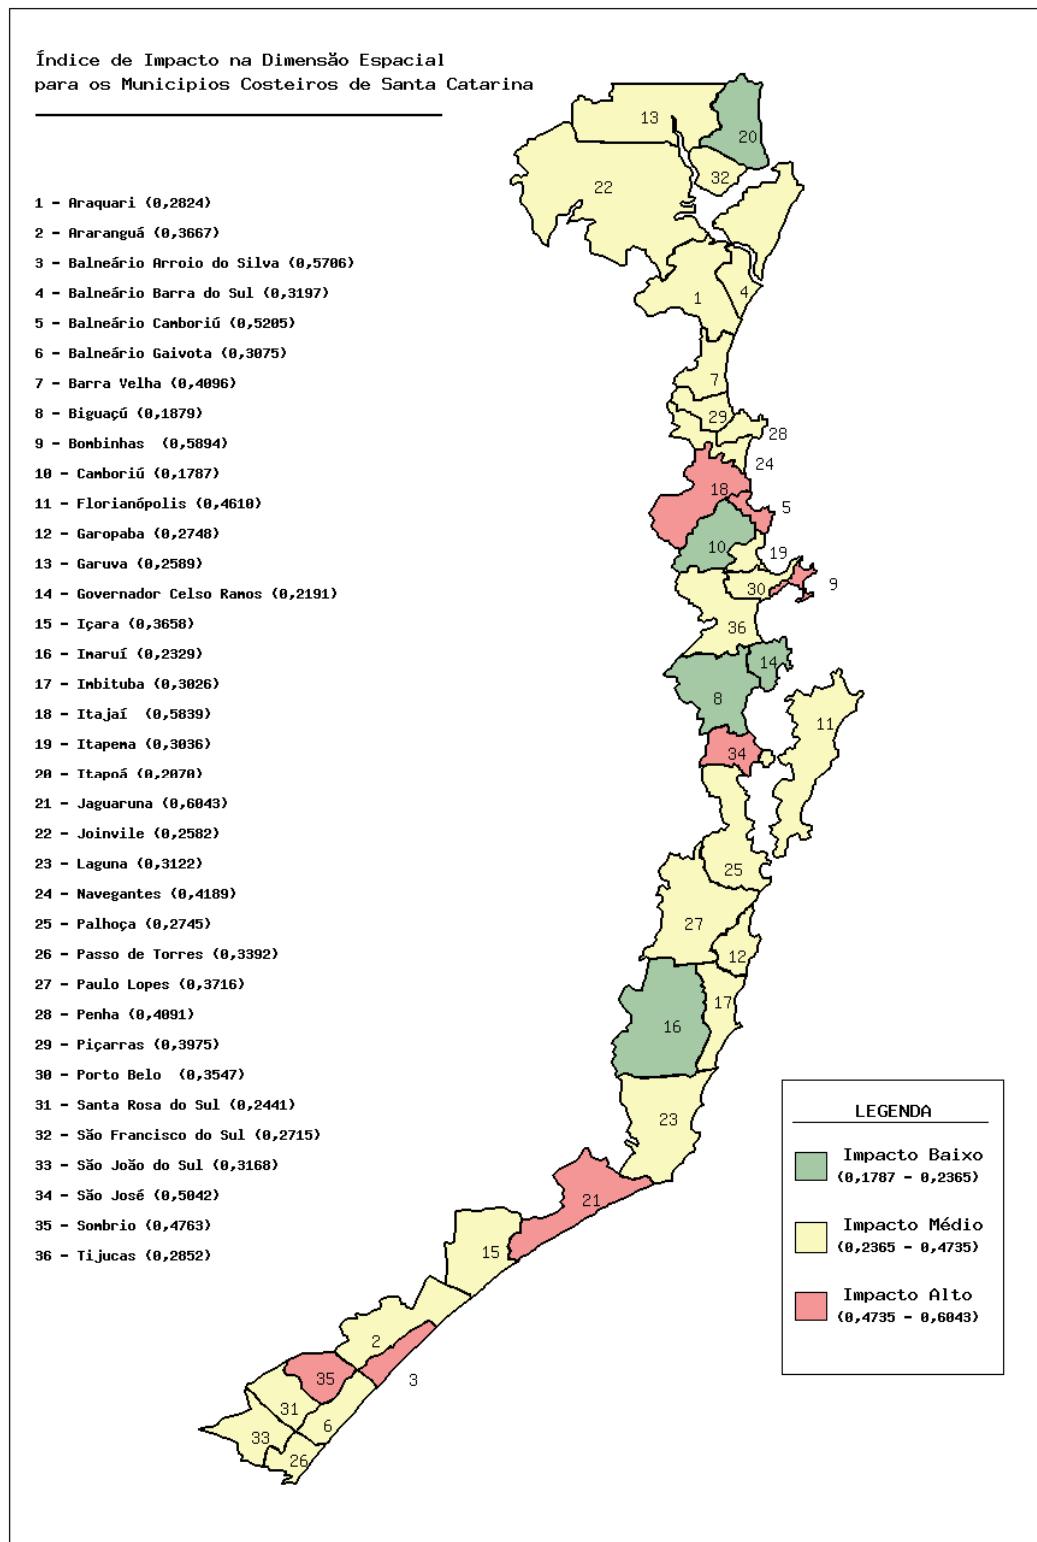 Índice de Impacto na Dimensão Espacial
para os Municipios Costeiros de Santa Catarina
1 - Araquari (0,2824)
2 - Araranguá (0,3667)
3 - Balneário Arroio do Silva (0,5706)
4 - Balneário Barra do Sul (0,3197)
5 - Balneário Camboriú (0,5205)
6 - Balneário Gaivota (0,3075)
7 - Barra Velha (0,4096)
8 - Biguaçú (0,1879)
9 - Bombinhas (0,5894)
10 - Camboriú (0,1787)
11 - Florianópolis (0,4610)
12 - Garopaba (0,2748)
13 - Garuva (0,2589)
14 - Governador Celso Ramos (0,2191)
15 - Içara (0,3658)
16 - Imaruí (0,2329)
17 - Imbituba (0,3026)
18 - Itajaí (0,5839)
19 - Itapema (0,3036)
20 - Itapoá (0,2070)
21 - Jaguaruna (0,6043)
22 - Joinvile (0,2582)
23 - Laguna (0,3122)
24 - Navegantes (0,4189)
25 - Palhoça (0,2745)
26 - Passo de Torres (0,3392)
27 - Paulo Lopes (0,3716)
28 - Penha (0,4091)
29 - Piçarras (0,3975)
30 - Porto Belo (0,3547)
31 - Santa Rosa do Sul (0,2441)
32 - São Francisco do Sul (0,2715)
33 - São João do Sul (0,3168)
34 - São José (0,5042)
35 - Sombrio (0,4763)
36 - Tijucas (0,2852)
13
20
32
22
1
4
7
29
28
24
18
5
10
19
30
9
36
14
8
11
34
25
27
12
17
16
23
21
15
2
35
3
31
6
33
26
LEGENDA
Impacto Baixo
(0,1787 - 0,2365)
Impacto Médio
(0,2365 - 0,4735)
Impacto Alto
(0,4735 - 0,6043)